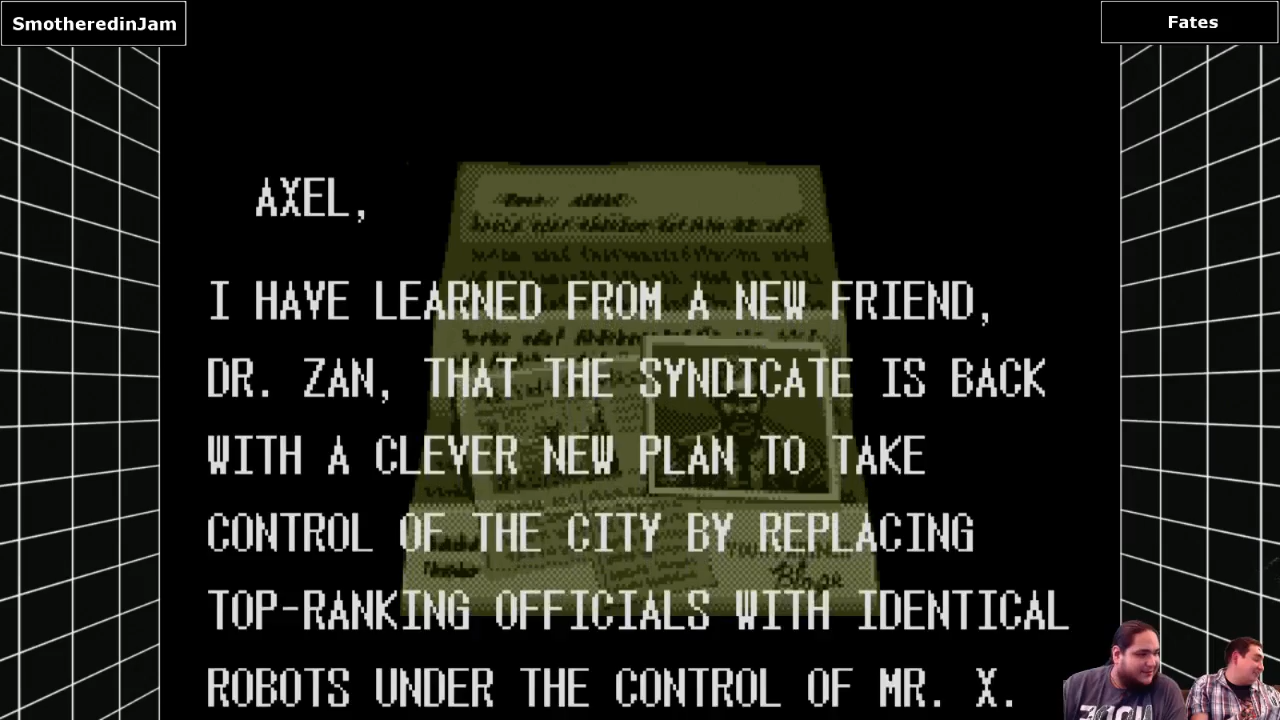 SmotheredinJam
Fates
AXEL,
I HAVE LEARNED FROM A NEW FRIEND,
DR. ZAN, THAT THE SYNDICATE IS BACK
WITH A CLEVER NEW PLAN TO TAKE
CONTROL OF THE CITY BY REPLACING
TOP-RANKING OFFICIALS WITH IDENTICAL
ROBOTS UNDER THE CONTROL OF MR. X.
Blaze